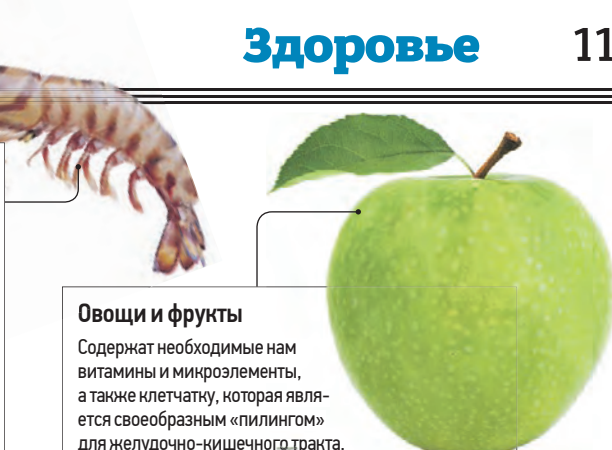 Здоровье 11
Овощи и фрукты
Содержат необходимые нам
витамины и микроэлементы,
а также клетчатку, которая явля-
ется своеобразным «пилингом»
для желудочно-кишечного тракта.